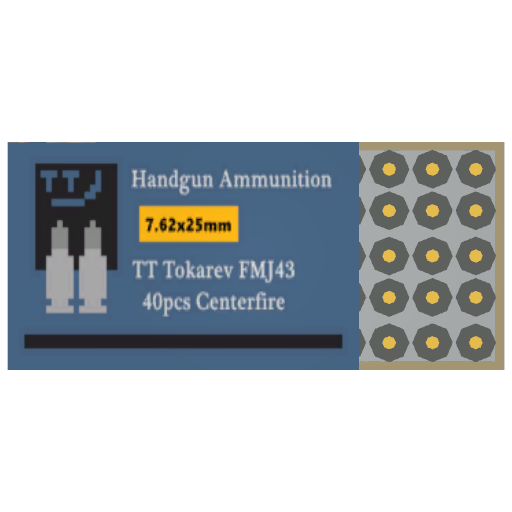 TTJ
Handgun Ammunition
7.62x25mm
TT Tokarev FMJ43
40pcs Centerfire